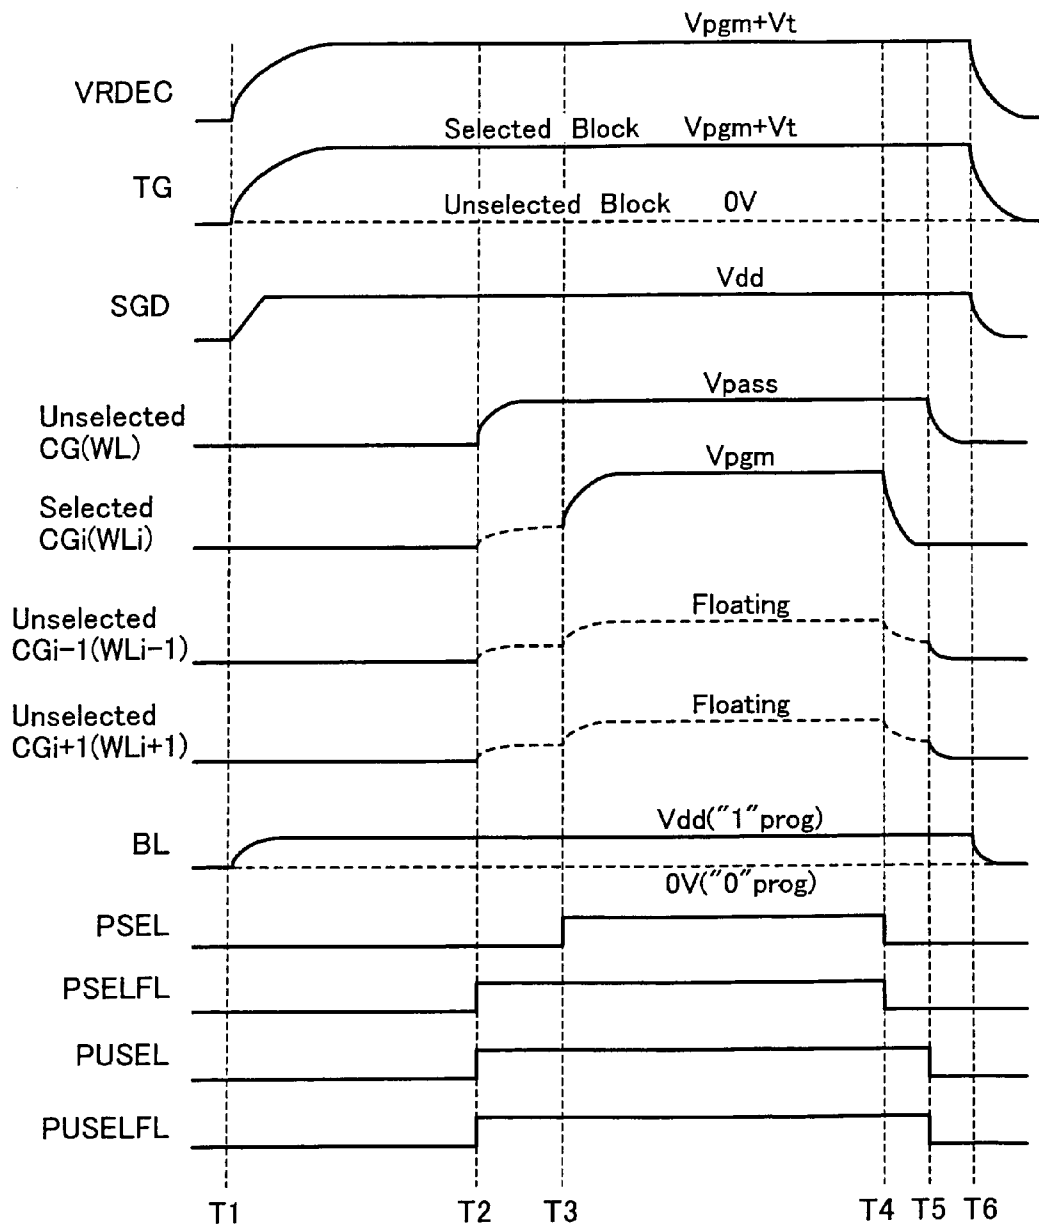 Vpgm+Vt
VRDEC
Selected Block Vpgm+Vt
TG
Unselected Block 0V
Vdd
SGD
Vpass
Unselected
CG(WL)
Vpgm
Selected
CGi(WLi)
Floating
Unselected
CGi-1(WLi-1)
Floating
Unselected
CGi+1(WLi+1)
Vdd("1"prog)
BL
0V("0"prog)
PSEL
PSELFL
PUSEL
PUSELFL
T1 T2 T3 T4 T5 T6